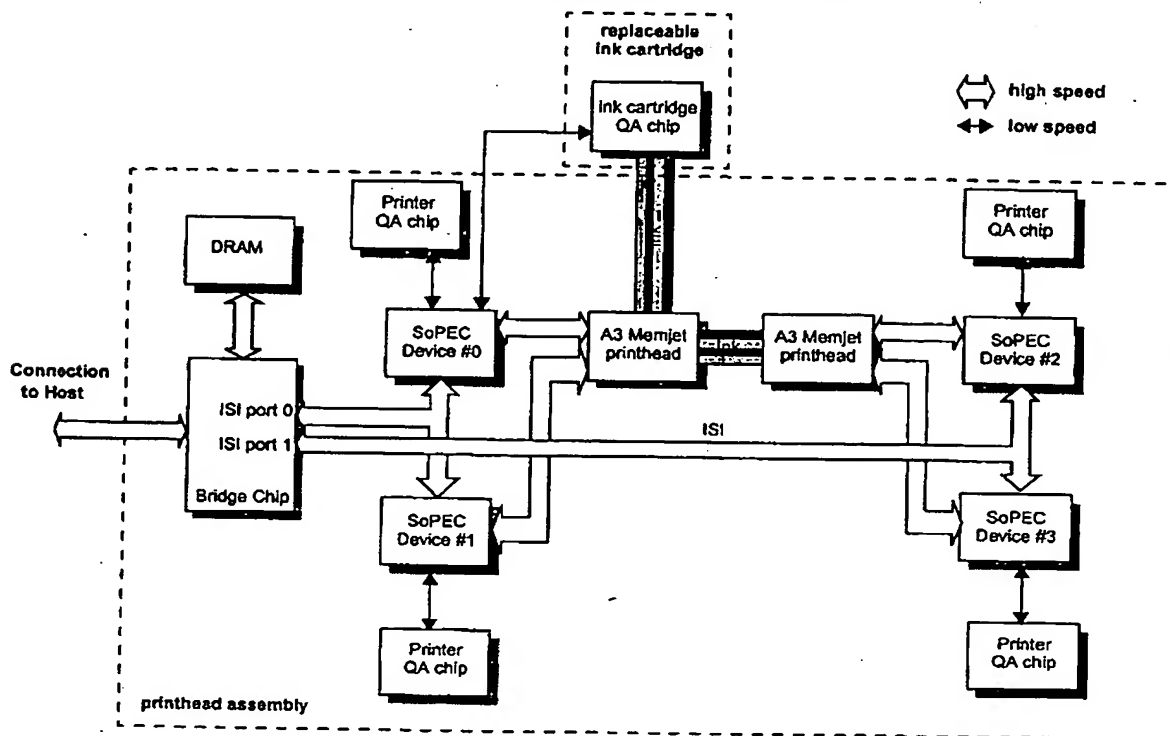 replaceable
ink cartridge
ink cartridge
QA chip
high speed
low speed
Printer
QA chip
Printer
QA chip
DRAM
Ink
SoPEC
Device #0
A3 Memjet
printhead
Ink
A3 Memjet
printhead
SoPEC
Device #2
Connection
to Host
ISI port 0
ISI port 1
ISI
Bridge Chip
SoPEC
Device #1
SoPEC
Device #3
Printer
QA chip
Printer
QA chip
printhead assembly